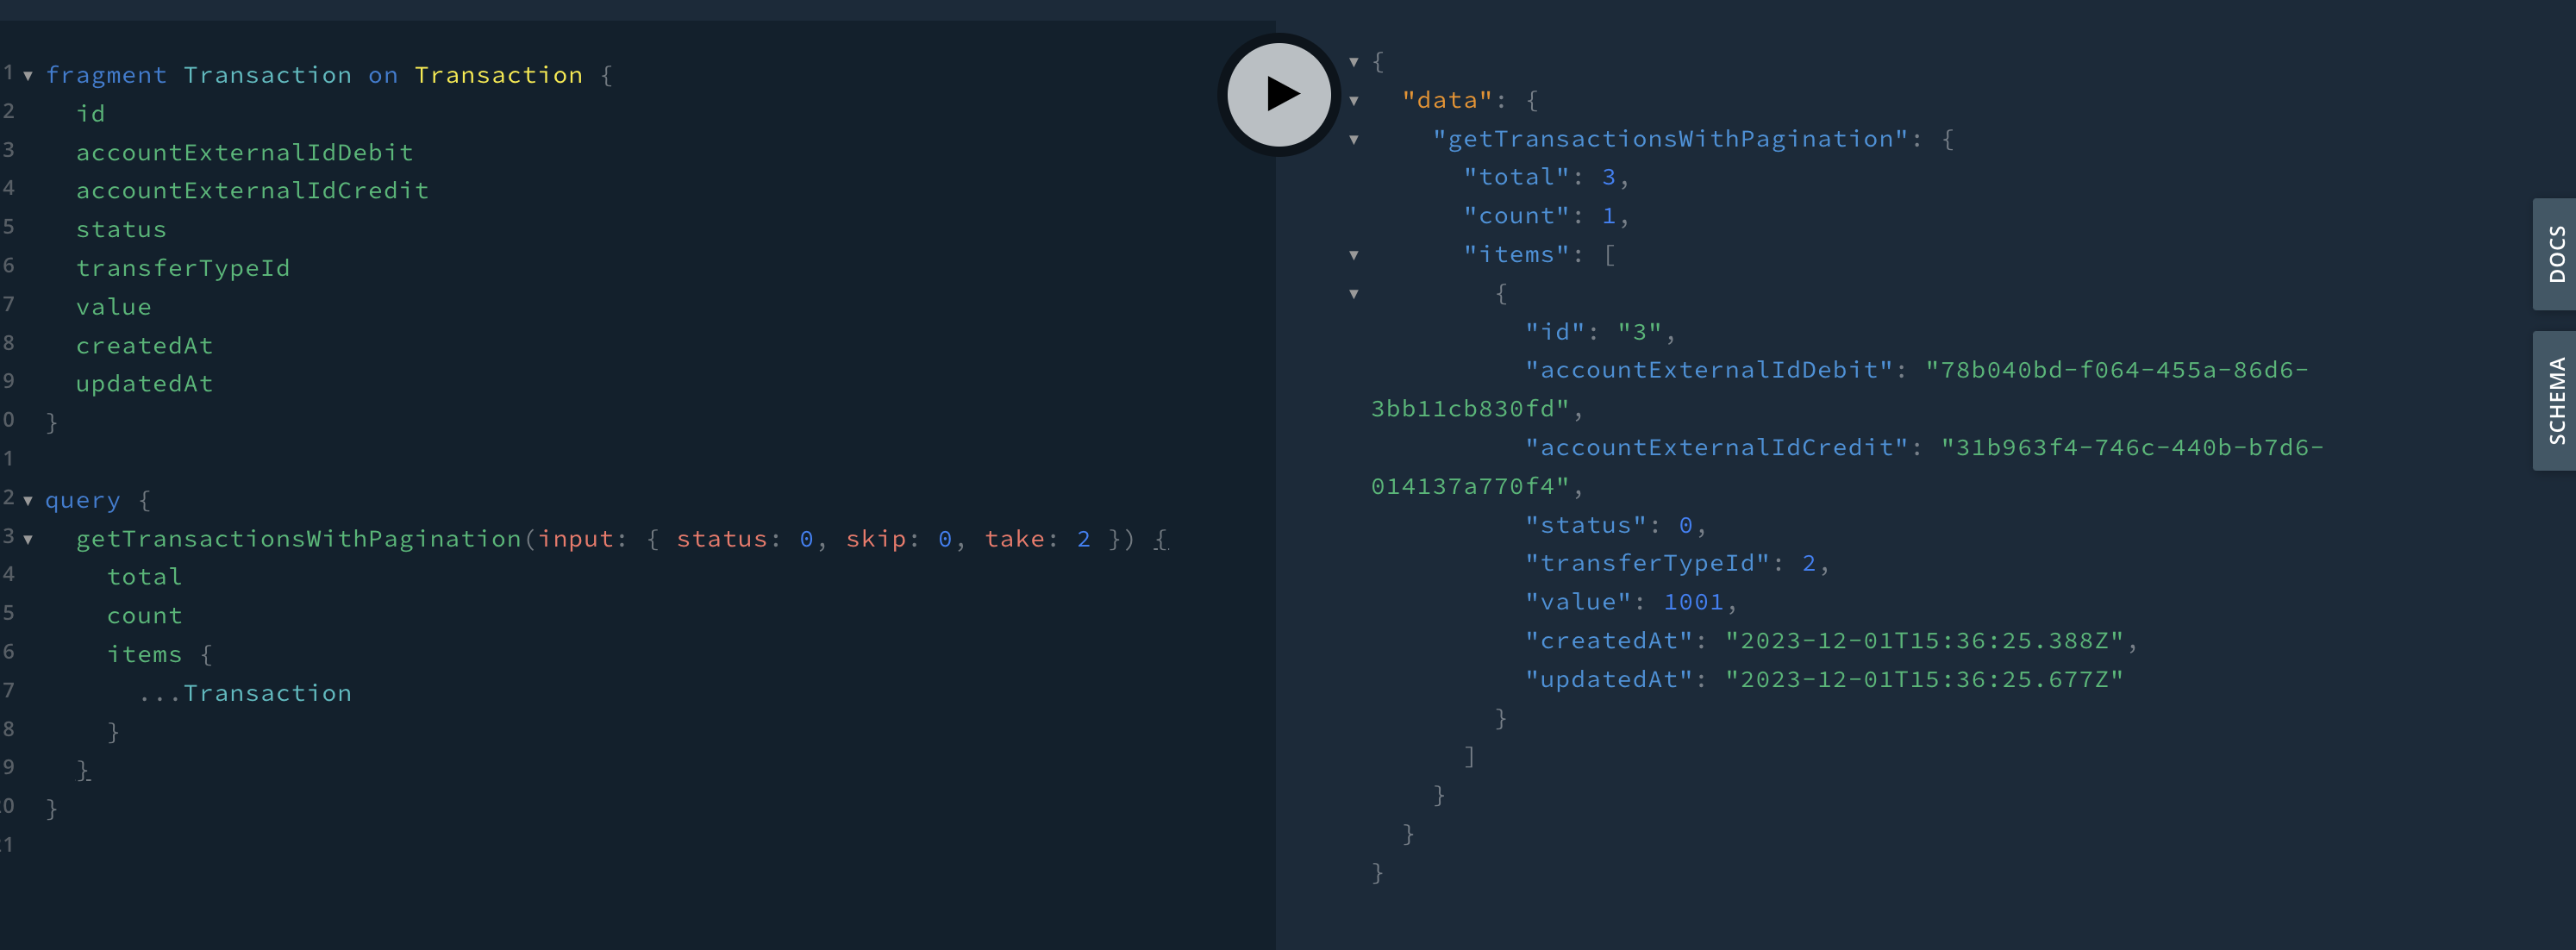 1 fragment Transaction on Transaction {
2 id
3 accountExternalIdDebit
4 accountExternalIdCredit
5 status
6 transferTypeId
7 value
8 createdAt
9 updatedAt
0 }
1
2 query {
3 getTransactionsWithPagination(input: { status: 0, skip: 0, take: 2 }) {
4 total
5 count
6 items {
7 ...Transaction
8 }
9 }
20 }
21
{
"data": {
"getTransactionsWithPagination": {
"total": 3,
"count": 1,
"items": [
{
"id": "3",
"accountExternalIdDebit": "78b040bd-f064-455a-86d6-
3bb11cb830fd",
"accountExternalIdCredit": "31b963f4-746c-440b-b7d6-
014137a770f4",
"status": 0,
"transferTypeId": 2,
"value": 1001,
"createdAt": "2023-12-01T15:36:25.388Z",
"updatedAt": "2023-12-01T15:36:25.677Z"
}
]
}
}
}
DOCS
SCHEMA